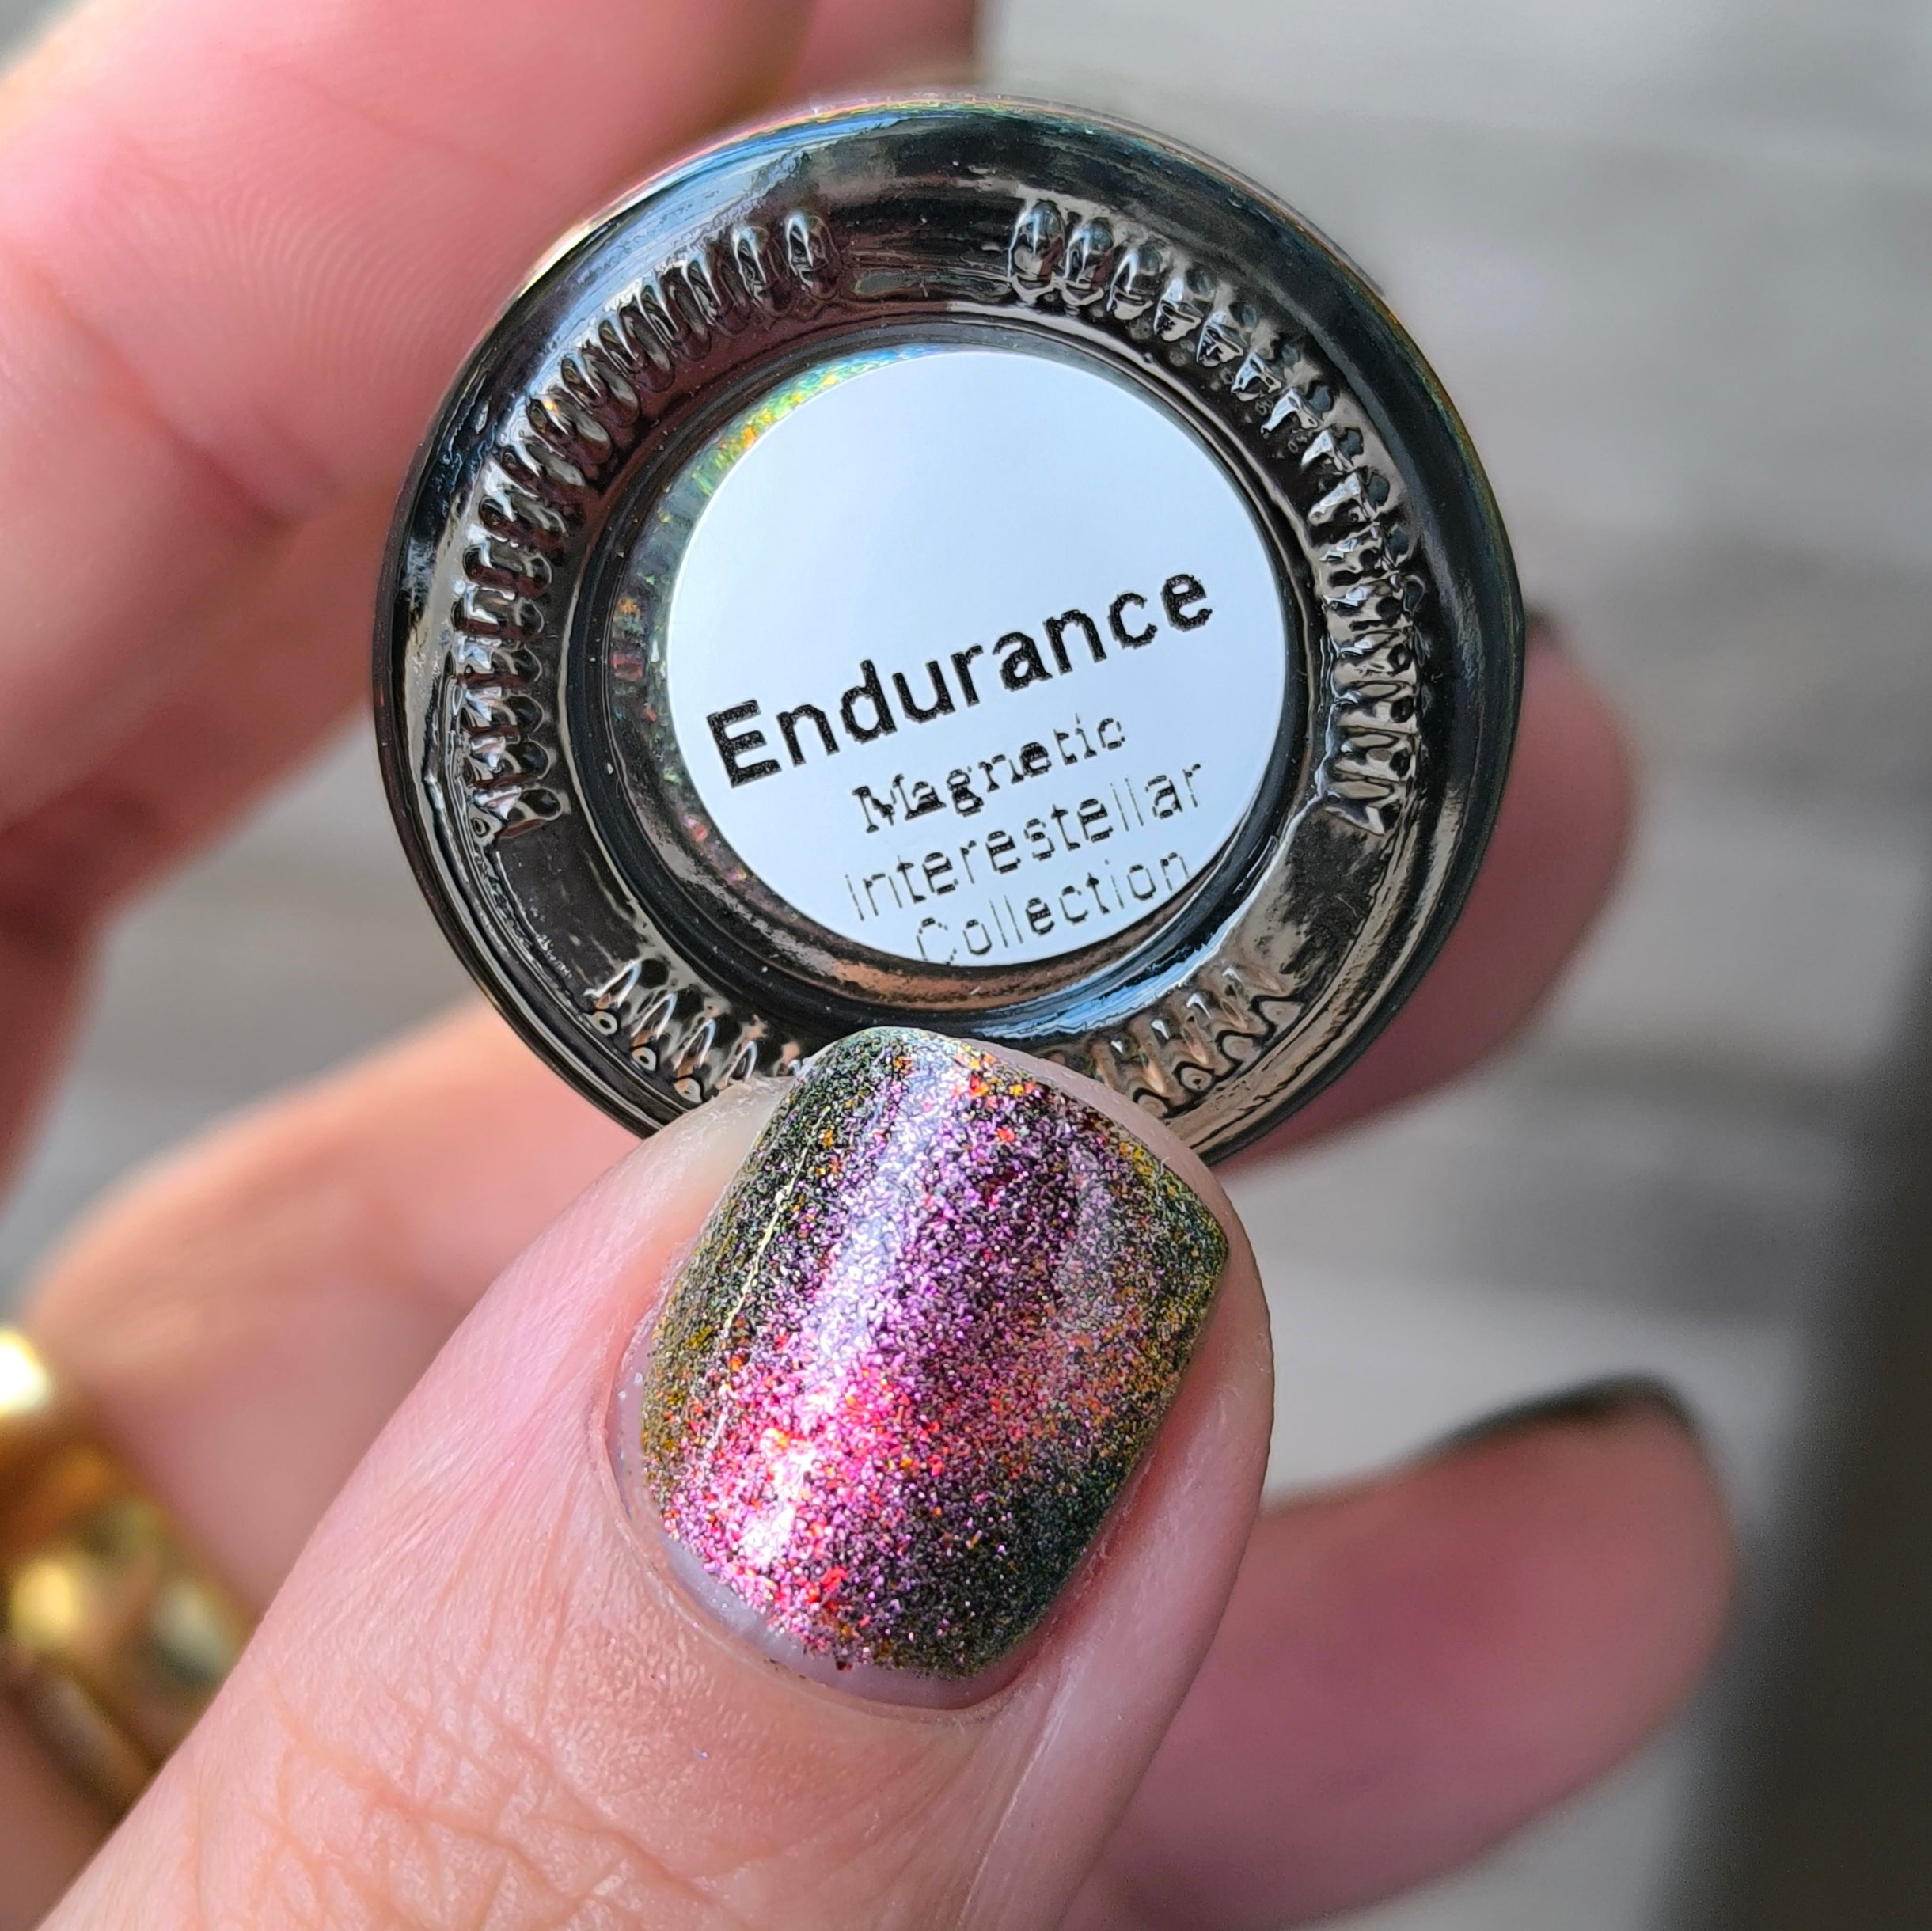 Endurance
Magnetic
Interestellar
Collection